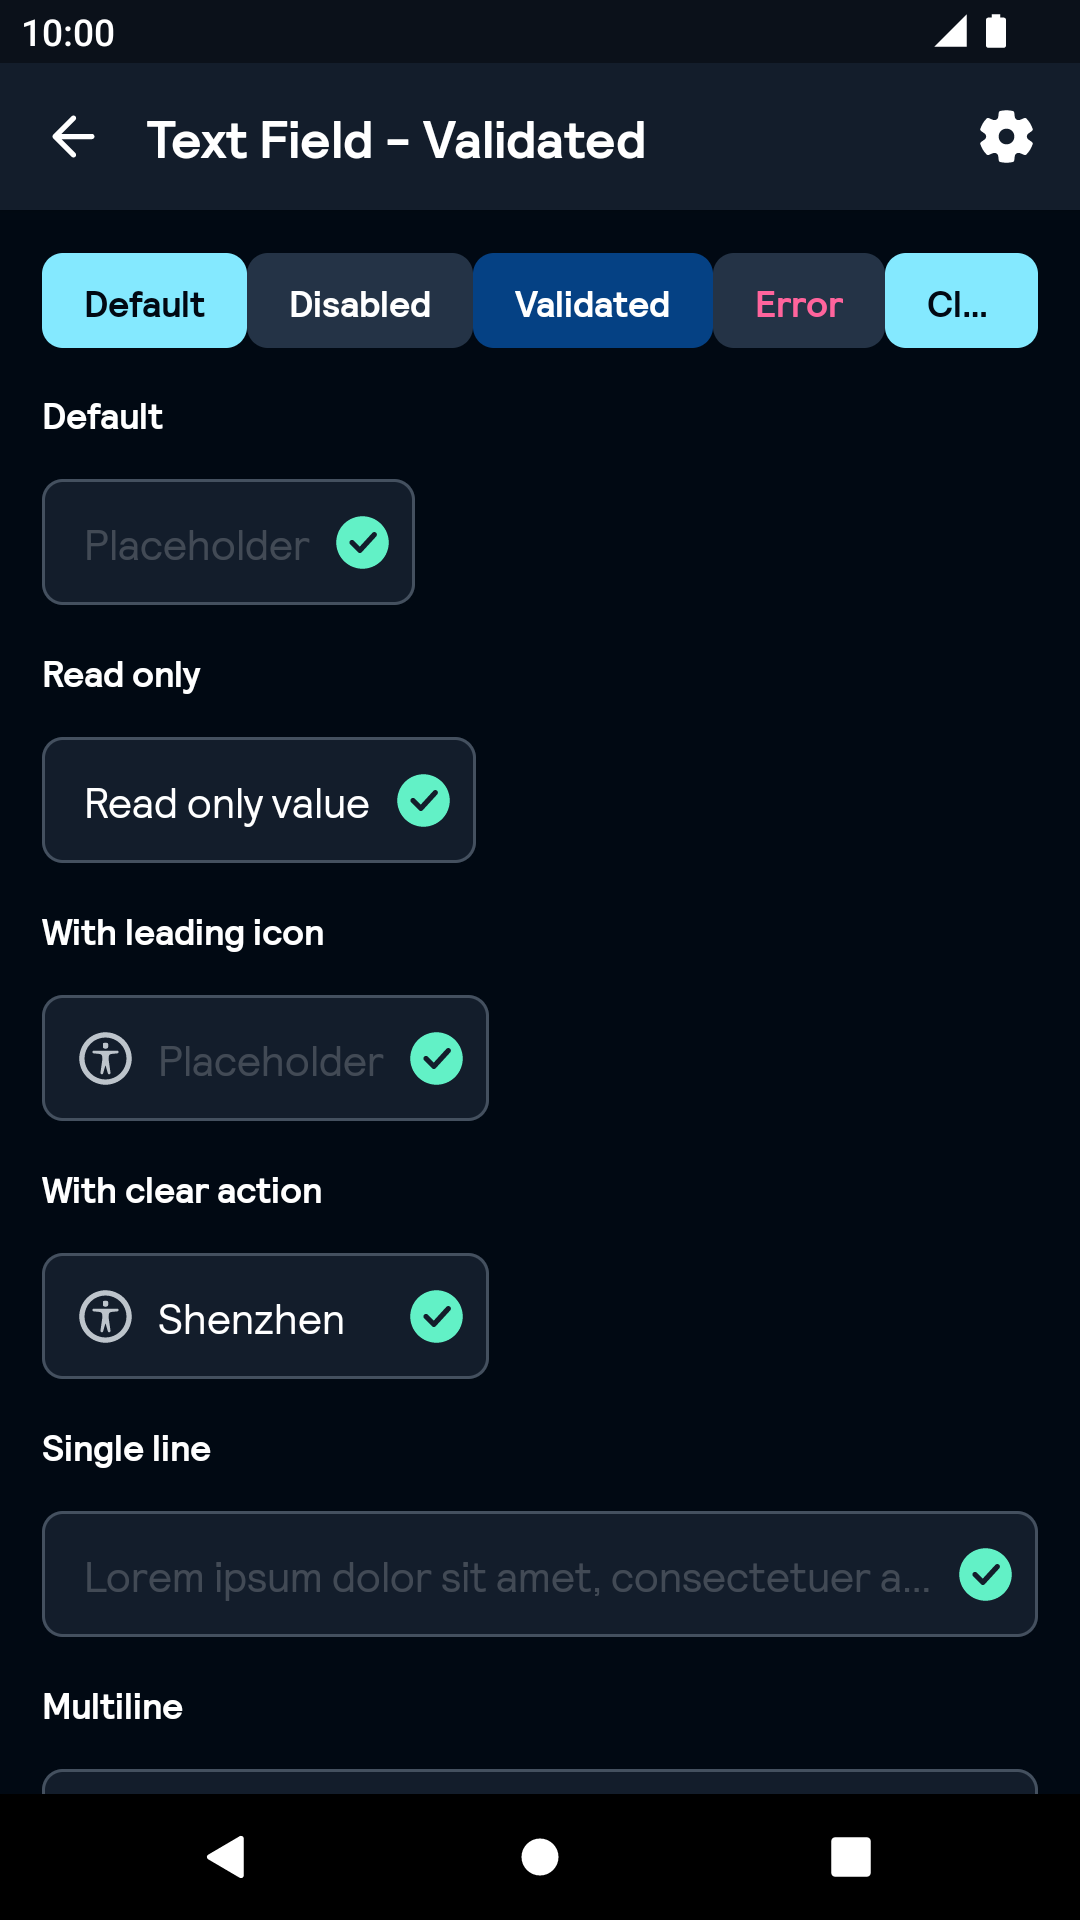 10:00
Text Field - Validated
Default
Disabled
Validated
Error
Cl...
Default
Placeholder
Read only
Read only value
With leading icon
Placeholder
With clear action
Shenzhen
Single line
Lorem ipsum dolor sit amet, consectetuer a...
Multiline